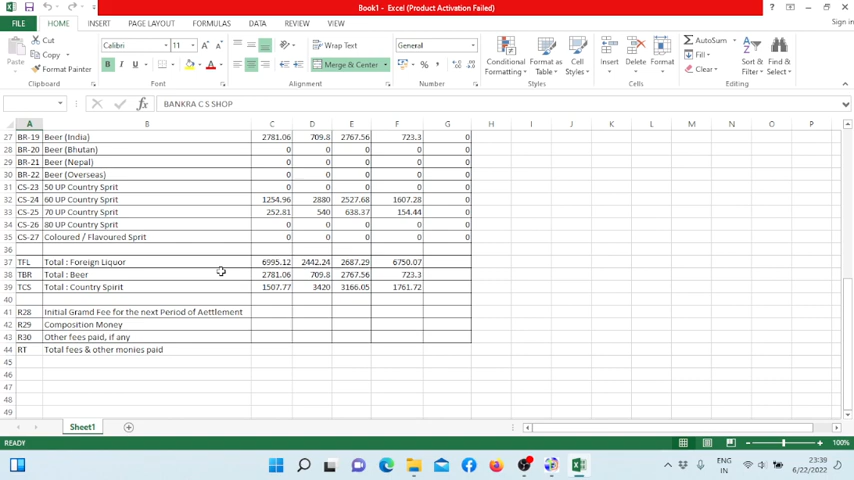 Book1 - Excel (Product Activation Failed)
FILE HOME INSERT PAGE LAYOUT FORMULAS DATA REVIEW VIEW Sign in
Cut
Copy
Format Painter
Paste
Clipboard
Calibri 11
B I U
Font
Wrap Text
Merge & Center
Alignment
General
Number
Conditional Formatting
Format as Table
Cell Styles
Styles
Insert Delete Format
Cells
AutoSum
Fill
Clear
Sort & Filter
Find & Select
Editing
BANKRA C S SHOP
A B C D E F G H I J K L M N O P
27 BR-19 Beer (India) 2781.06 709.8 2767.56 723.3 0
28 BR-20 Beer (Bhutan) 0 0 0 0 0
29 BR-21 Beer (Nepal) 0 0 0 0 0
30 BR-22 Beer (Overseas) 0 0 0 0 0
31 CS-23 50 UP Country Sprit 0 0 0 0 0
32 CS-24 60 UP Country Sprit 1254.96 2880 2527.68 1607.28 0
33 CS-25 70 UP Country Sprit 252.81 540 638.37 154.44 0
34 CS-26 80 UP Country Sprit 0 0 0 0 0
35 CS-27 Coloured / Flavoured Sprit 0 0 0 0 0
36
37 TFL Total : Foreign Liquor 6995.12 2442.24 2687.29 6750.07
38 TBR Total : Beer 2781.06 709.8 2767.56 723.3
39 TCS Total : Country Spirit 1507.77 3420 3166.05 1761.72
40
41 R28 Initial Gramd Fee for the next Period of Aettlement
42 R29 Composition Money
43 R30 Other fees paid, if any
44 RT Total fees & other monies paid
45
46
47
48
49
Sheet1
READY 100%
ENG
IN
23:39
6/22/2022